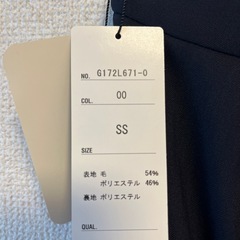 NO. G172L671-0
COL. 00
SS
SIZE
表地 毛 54%
ポリエステル 46%
裏地 ポリエステル
QUAL.